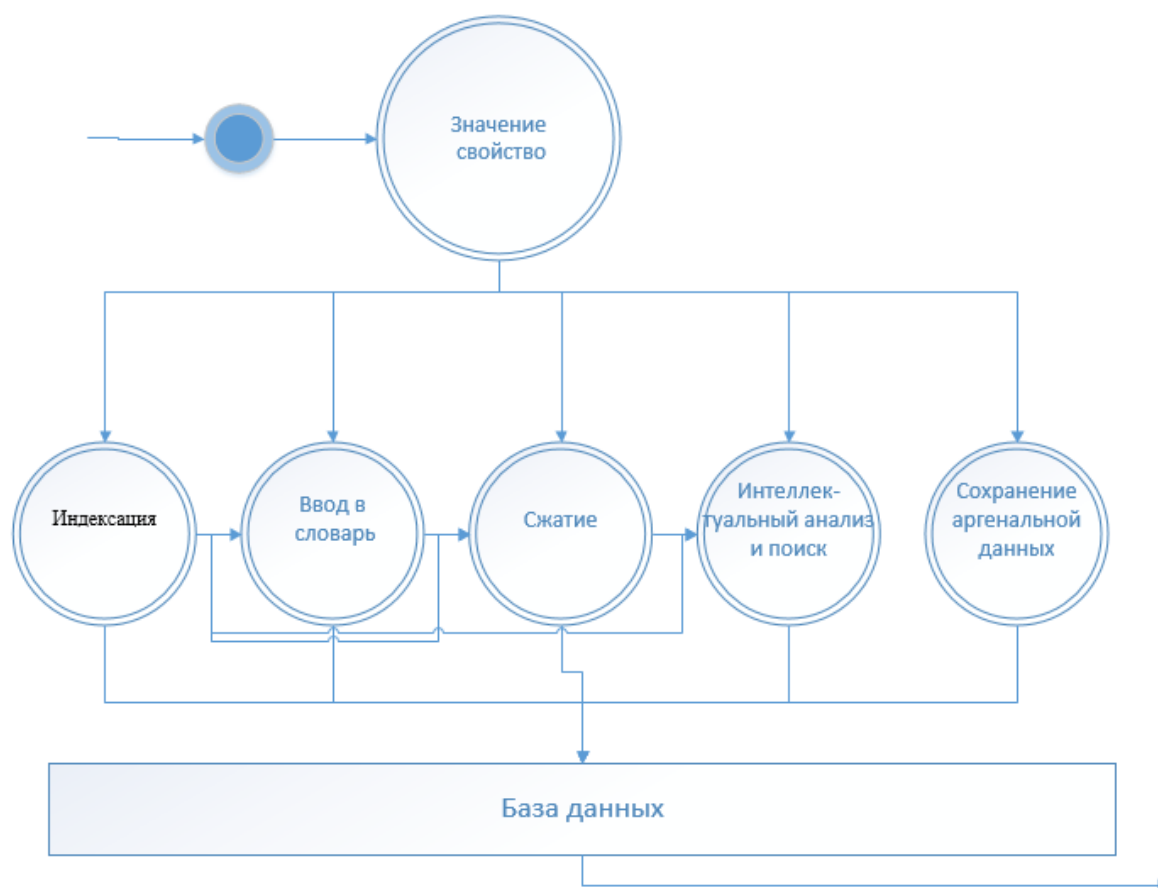 Значение
свойство
Индексация
Ввод в
словарь
Сжатие
Интеллек-
туальный анализ
и поиск
Сохранение
аргенальной
данных
База данных